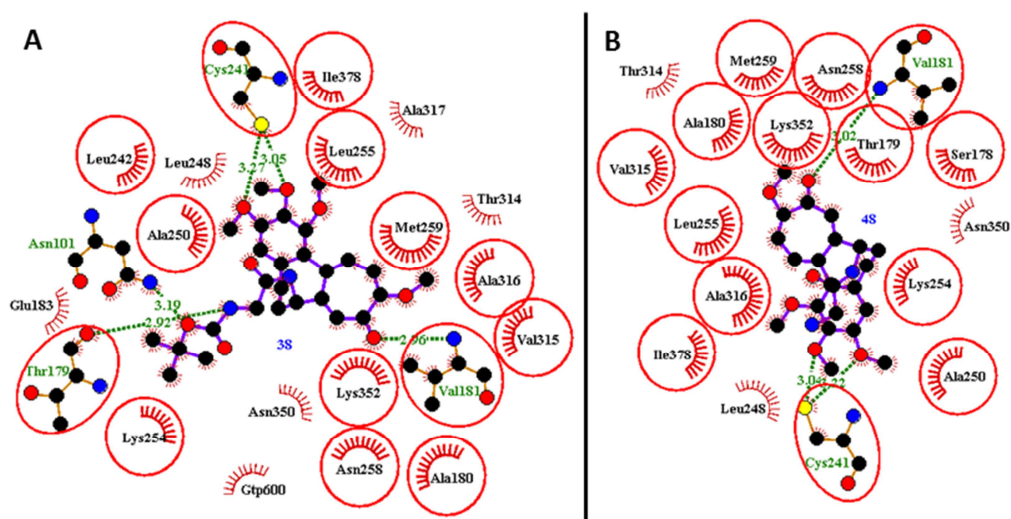 A
Cys241
Ile378
Ala317
Leu242
Leu248
3.27
3.05
Leu255
Thr314
Ala250
Met259
Asn101
Ala316
Glu183
3.19
2.92
Val315
Thr179
38
2.96
Lys352
Val181
Lys254
Asn350
Asn258
Ala180
Gtp600
B
Met259
Asn258
Val181
Thr314
Ala180
Lys352
3.02
Thr179
Ser178
Val315
Leu255
48
Asn350
Ala316
Lys254
Ile378
3.04
Ala250
Leu248
Cys241